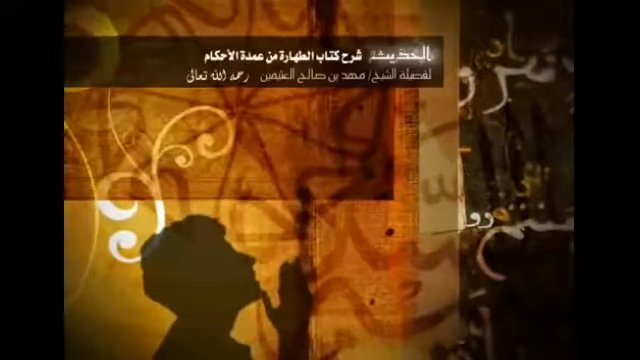 الحديث شرح كتاب الطهارة من عمدة الأحكام
لفضيلة الشيخ/ محمد بن صالح العثيمين رحمه الله تعالى